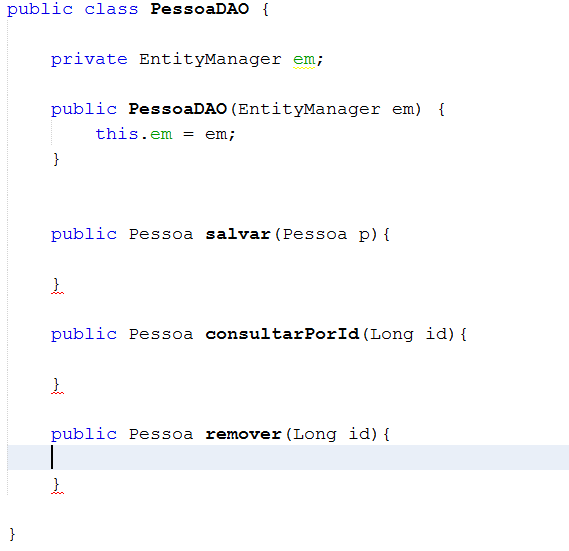 public class PessoaDAO {
private EntityManager em;
public PessoaDAO(EntityManager em) {
this.em = em;
}
public Pessoa salvar(Pessoa p){
}
public Pessoa consultarPorId(Long id){
}
public Pessoa remover(Long id){
}
}